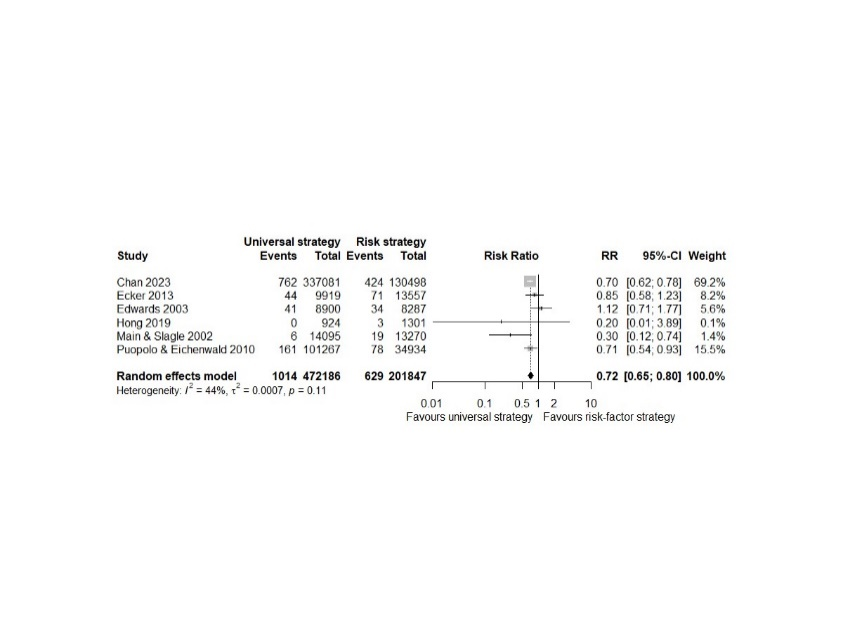 Universal strategy Risk strategy
Study Events Total Events Total Risk Ratio RR 95%-CI Weight
Chan 2023 762 337081 424 130498 0.70 [0.62; 0.78] 69.2%
Ecker 2013 44 9919 71 13557 0.85 [0.58; 1.23] 8.2%
Edwards 2003 41 8900 34 8287 1.12 [0.71; 1.77] 5.6%
Hong 2019 0 924 3 1301 0.20 [0.01; 3.89] 0.1%
Main & Slagle 2002 6 14095 19 13270 0.30 [0.12; 0.74] 1.4%
Puopolo & Eichenwald 2010 161 101267 78 34934 0.71 [0.54; 0.93] 15.5%
Random effects model 1014 472186 629 201847 0.72 [0.65; 0.80] 100.0%
Heterogeneity: I² = 44%, τ² = 0.0007, p = 0.11
0.01 0.1 0.5 1 2 10
Favours universal strategy Favours risk-factor strategy